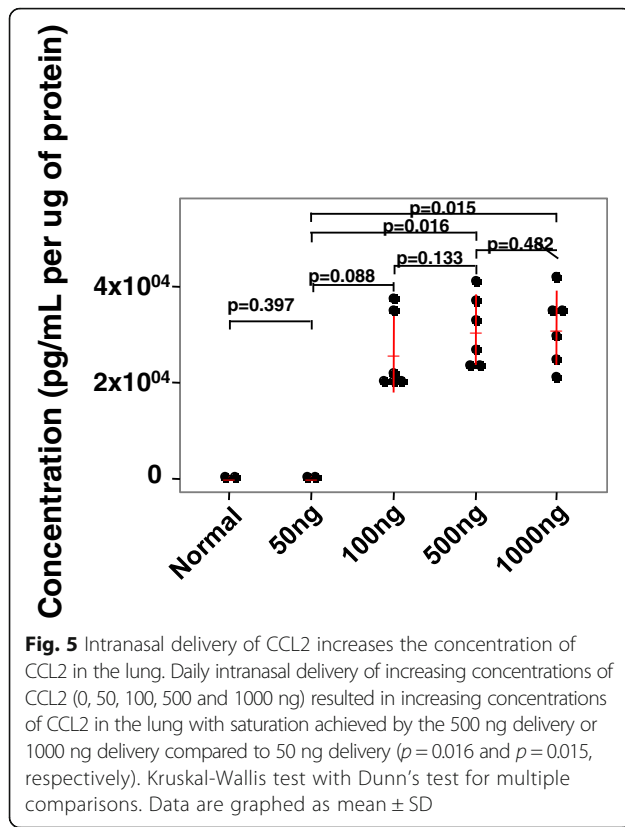 Concentration (pg/mL per ug of protein)
p=0.015
p=0.016
p=0.482
p=0.133
p=0.088
p=0.397
4x10⁰⁴
2x10⁰⁴
0
Normal
50ng
100ng
500ng
1000ng
Fig. 5 Intranasal delivery of CCL2 increases the concentration of
CCL2 in the lung. Daily intranasal delivery of increasing concentrations of
CCL2 (0, 50, 100, 500 and 1000 ng) resulted in increasing concentrations
of CCL2 in the lung with saturation achieved by the 500 ng delivery or
1000 ng delivery compared to 50 ng delivery (p = 0.016 and p = 0.015,
respectively). Kruskal-Wallis test with Dunn's test for multiple
comparisons. Data are graphed as mean ± SD